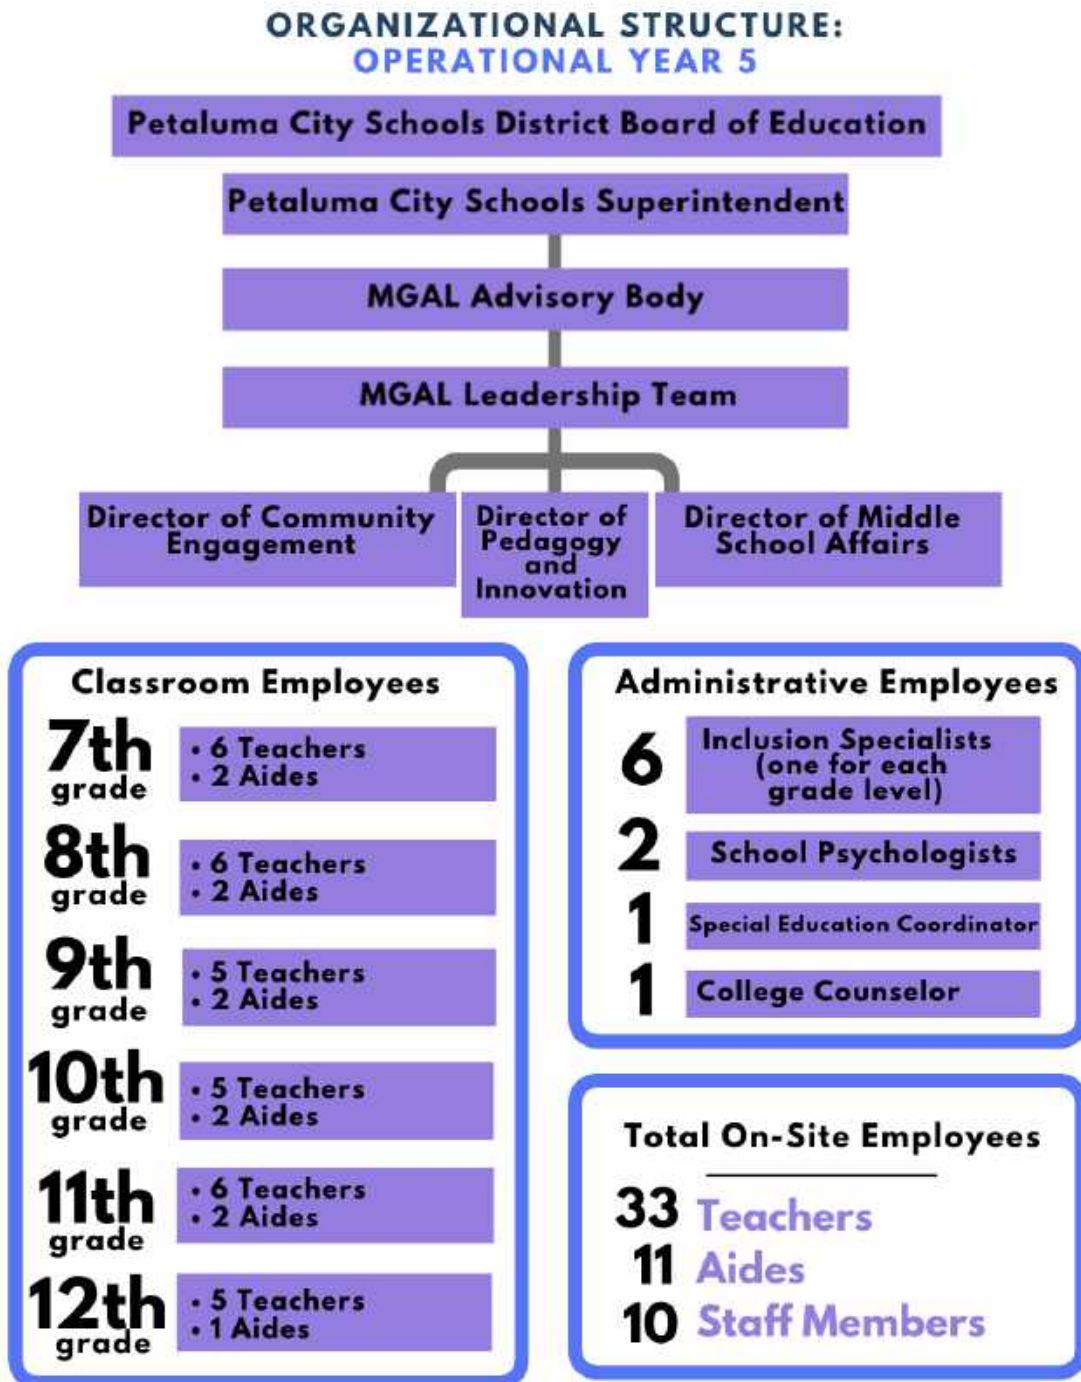 ORGANIZATIONAL STRUCTURE:
OPERATIONAL YEAR 5
Petaluma City Schools District Board of Education
Petaluma City Schools Superintendent
MGAL Advisory Body
MGAL Leadership Team
Director of Community
Engagement
Director of
Pedagogy
and
Innovation
Director of Middle
School Affairs
Classroom Employees
7th
grade
• 6 Teachers
• 2 Aides
8th
grade
• 6 Teachers
• 2 Aides
9th
grade
• 5 Teachers
• 2 Aides
10th
grade
• 5 Teachers
• 2 Aides
11th
grade
• 6 Teachers
• 2 Aides
12th
grade
• 5 Teachers
• 1 Aides
Administrative Employees
6
Inclusion Specialists
(one for each
grade level)
2
School Psychologists
1
Special Education Coordinator
1
College Counselor
Total On-Site Employees
33 Teachers
11 Aides
10 Staff Members